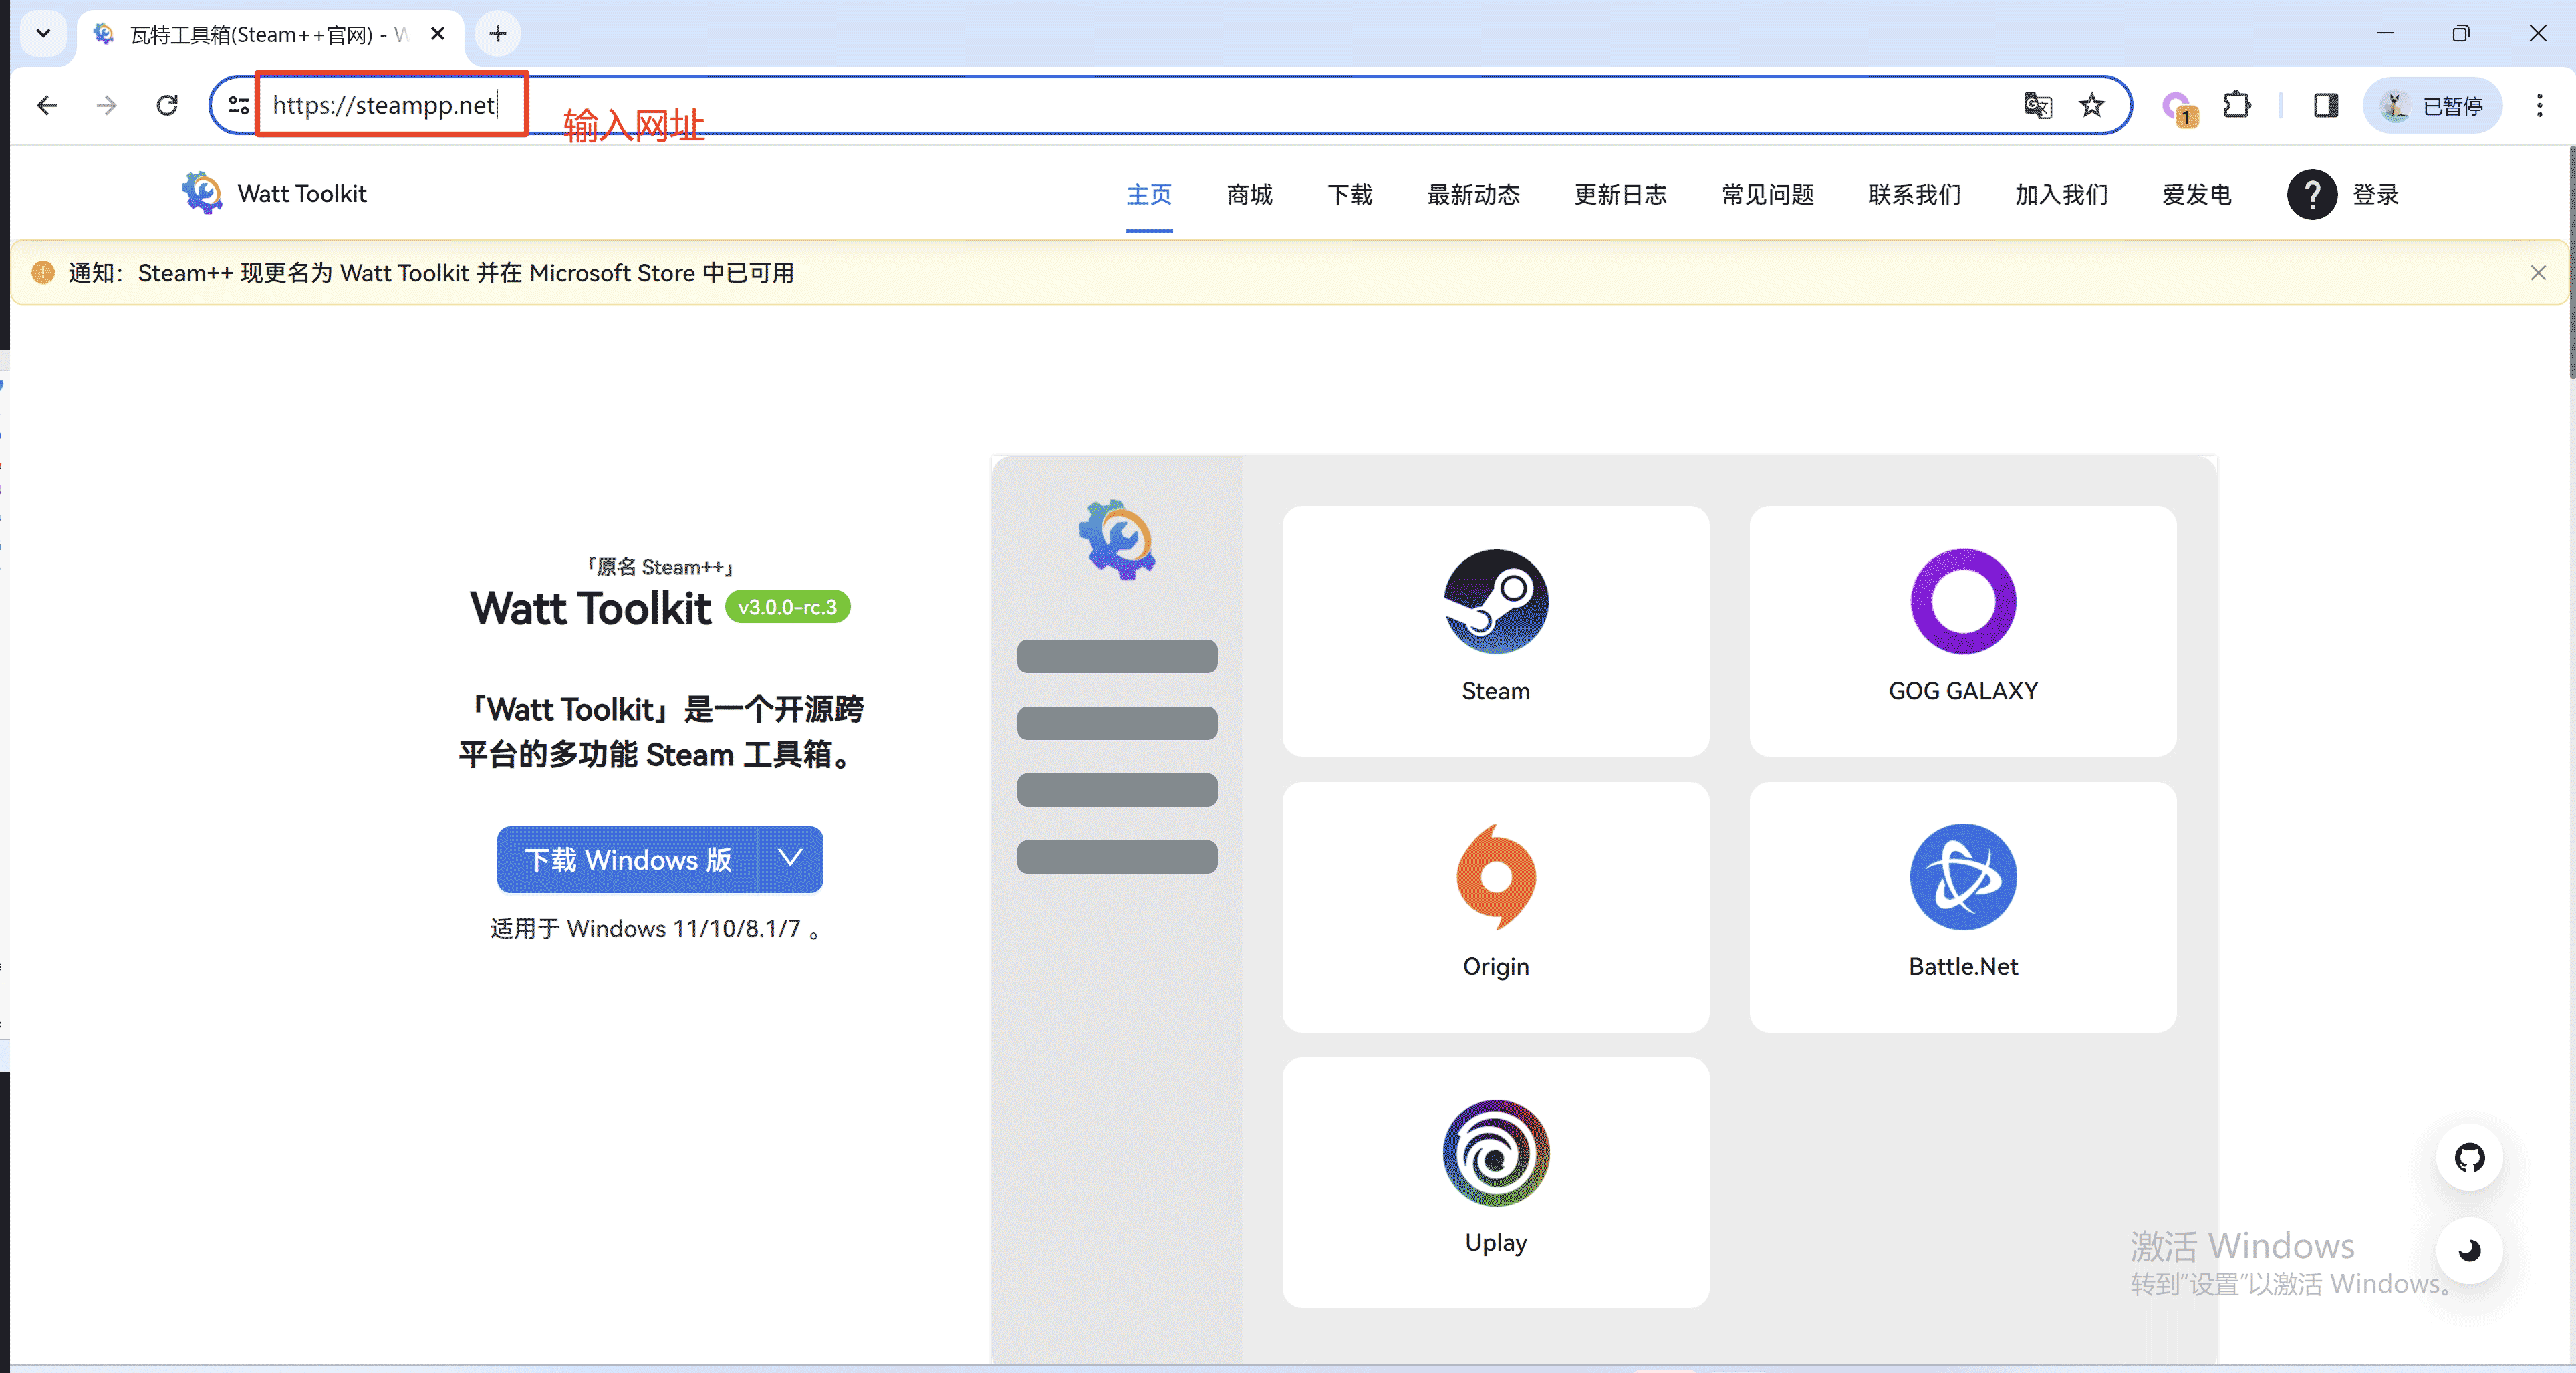 瓦特工具箱(Steam++官网) - W
https://steampp.net
输入网址
1
已暂停
Watt Toolkit
主页 商城 下载 最新动态 更新日志 常见问题 联系我们 加入我们 爱发电 ? 登录
通知：Steam++ 现更名为 Watt Toolkit 并在 Microsoft Store 中已可用
「原名 Steam++」
Watt Toolkit v3.0.0-rc.3
「Watt Toolkit」是一个开源跨
平台的多功能 Steam 工具箱。
下载 Windows 版
适用于 Windows 11/10/8.1/7 。
Steam
GOG GALAXY
Origin
Battle.Net
Uplay
激活 Windows
转到“设置”以激活 Windows。